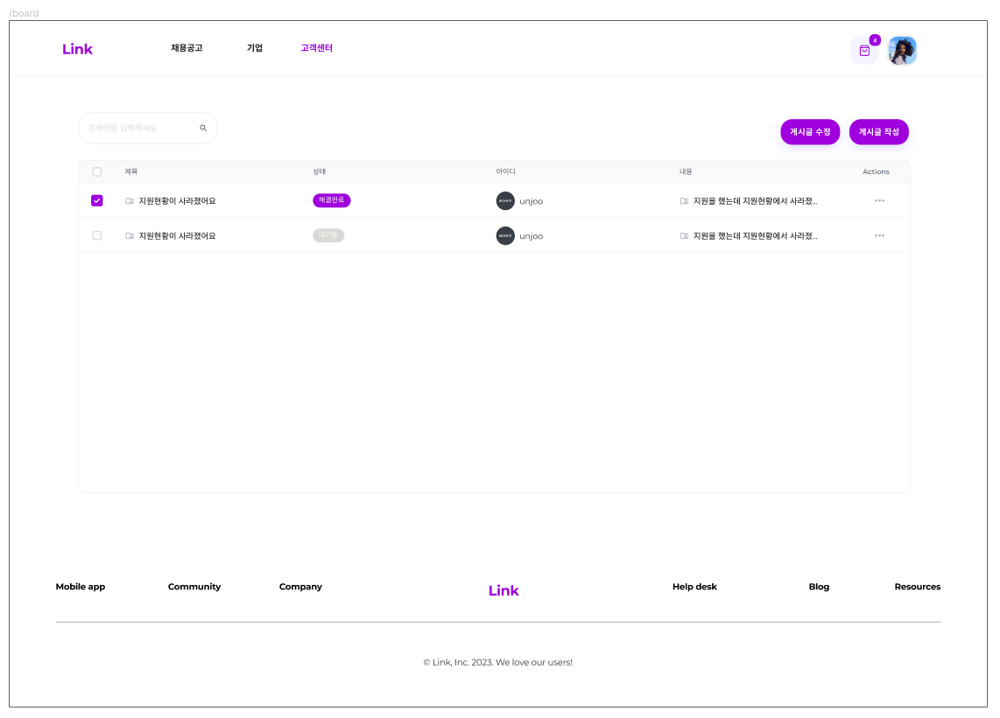 /board
Link 채용공고 기업 고객센터 4
검색어를 입력하세요 게시글 수정 게시글 작성
제목 상태 아이디 내용 Actions
지원현황이 사라졌어요 해결완료 SONY unjoo 지원을 했는데 지원현황에서 사라졌...
지원현황이 사라졌어요 대기중 SONY unjoo 지원을 했는데 지원현황에서 사라졌...
Mobile app Community Company Link Help desk Blog Resources
© Link, Inc. 2023. We love our users!